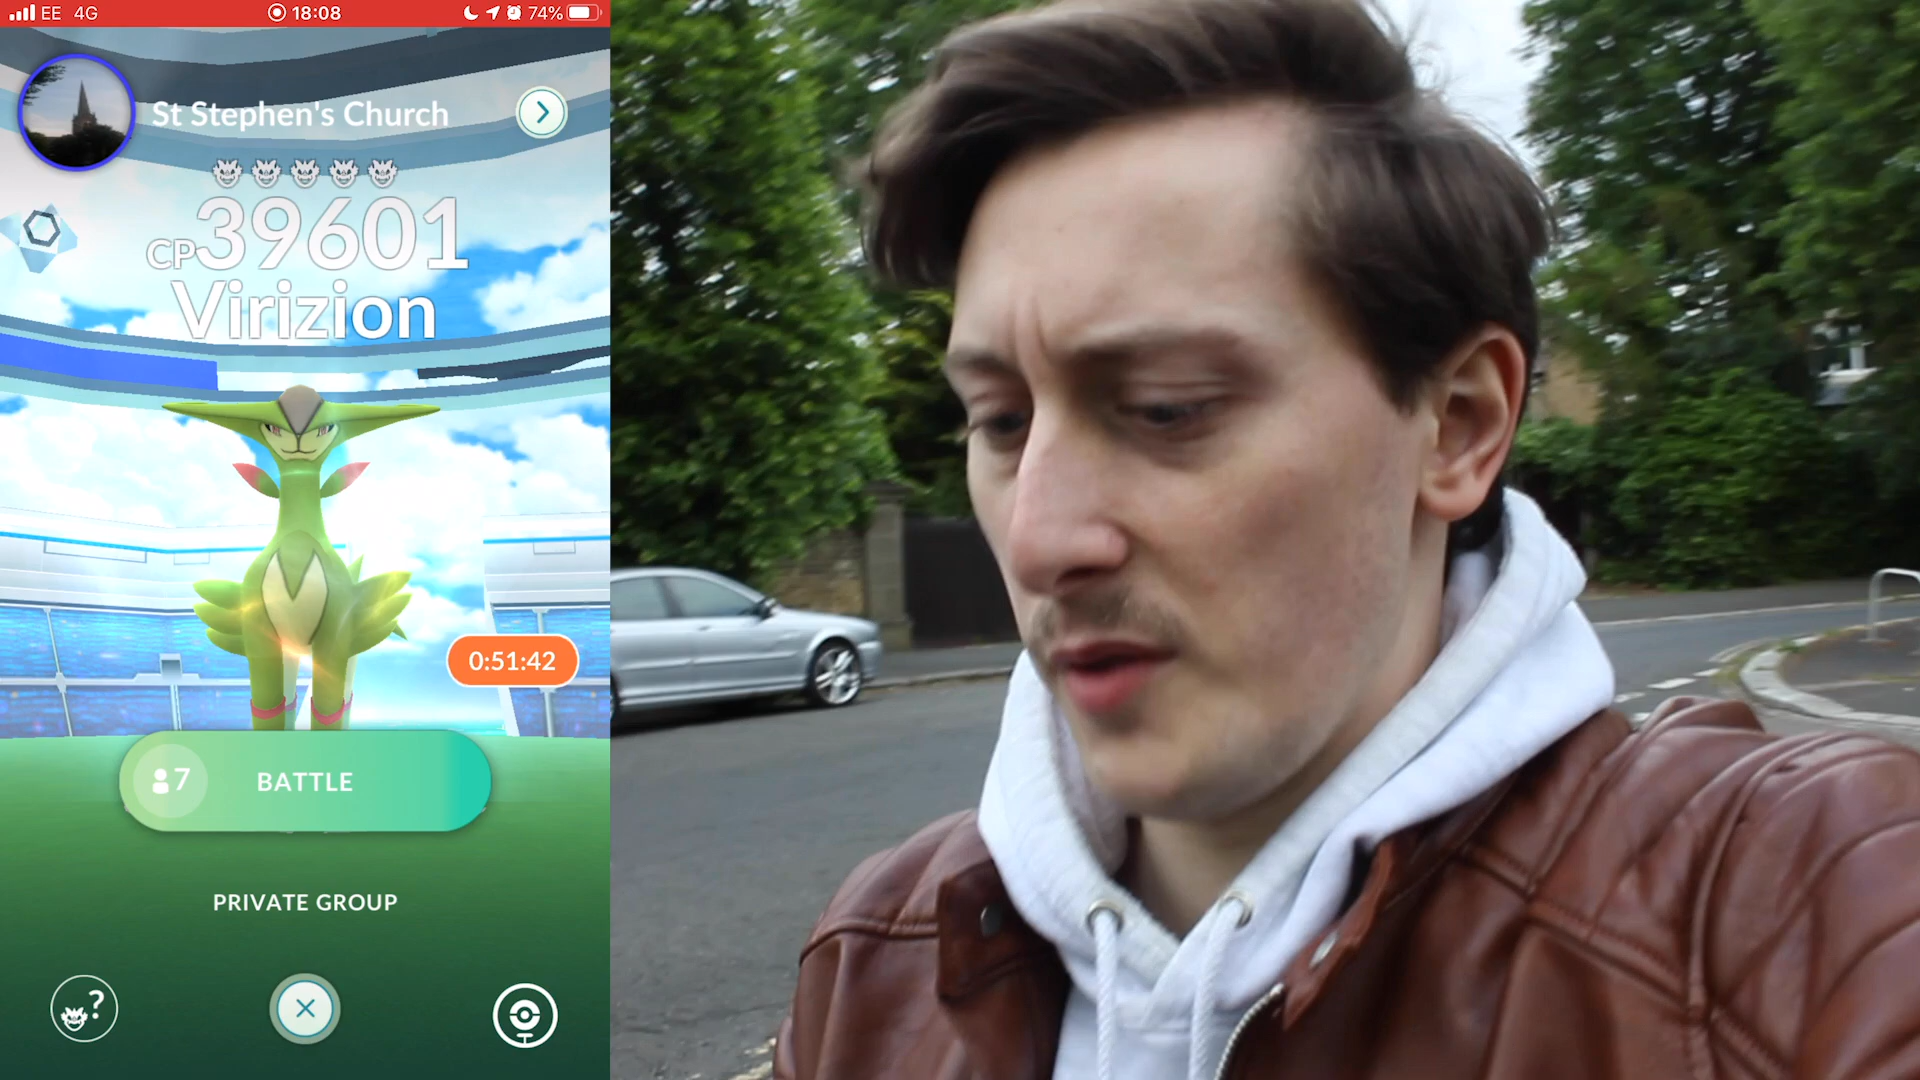 EE 4G
18:08
74%
St Stephen's Church
CP39601
Virizion
0:51:42
7
BATTLE
PRIVATE GROUP
?